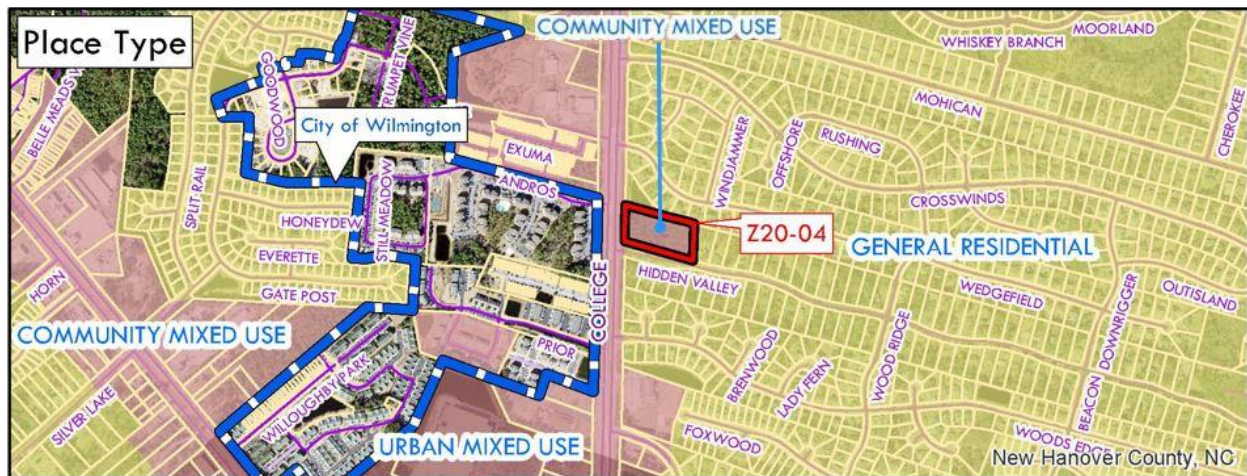 Place Type
COMMUNITY MIXED USE
WHISKEY BRANCH
MOORLAND
BELLE MEADS
GOODWOOD
TRUMPET VINE
City of Wilmington
MOHICAN
CHEROKEE
EXUMA
RUSHING
OFFSHORE
WINDJAMMER
ANDROS
SPLIT RAIL
STILL MEADOW
HONEYDEW
CROSSWINDS
Z20-04
GENERAL RESIDENTIAL
EVERETTE
HIDDEN VALLEY
GATE POST
HORN
COLLEGE
WEDGEFIELD
OUTISLAND
COMMUNITY MIXED USE
PRIOR
BRENWOOD
LADY FERN
WOOD RIDGE
BEACON
DOWNRIGGER
SILVER LAKE
WILLOUGHBY PARK
URBAN MIXED USE
FOXWOOD
WOODS EDGE
New Hanover County, NC